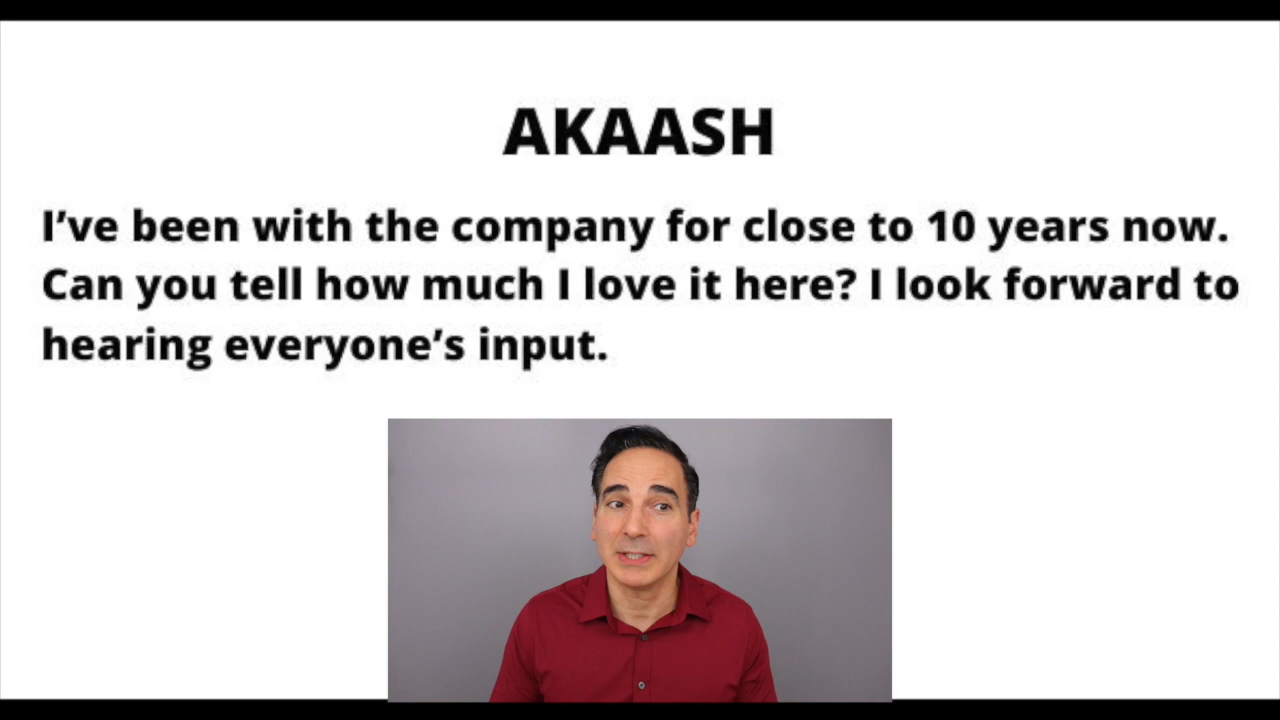 AKAASH
I’ve been with the company for close to 10 years now.
Can you tell how much I love it here? I look forward to
hearing everyone’s input.